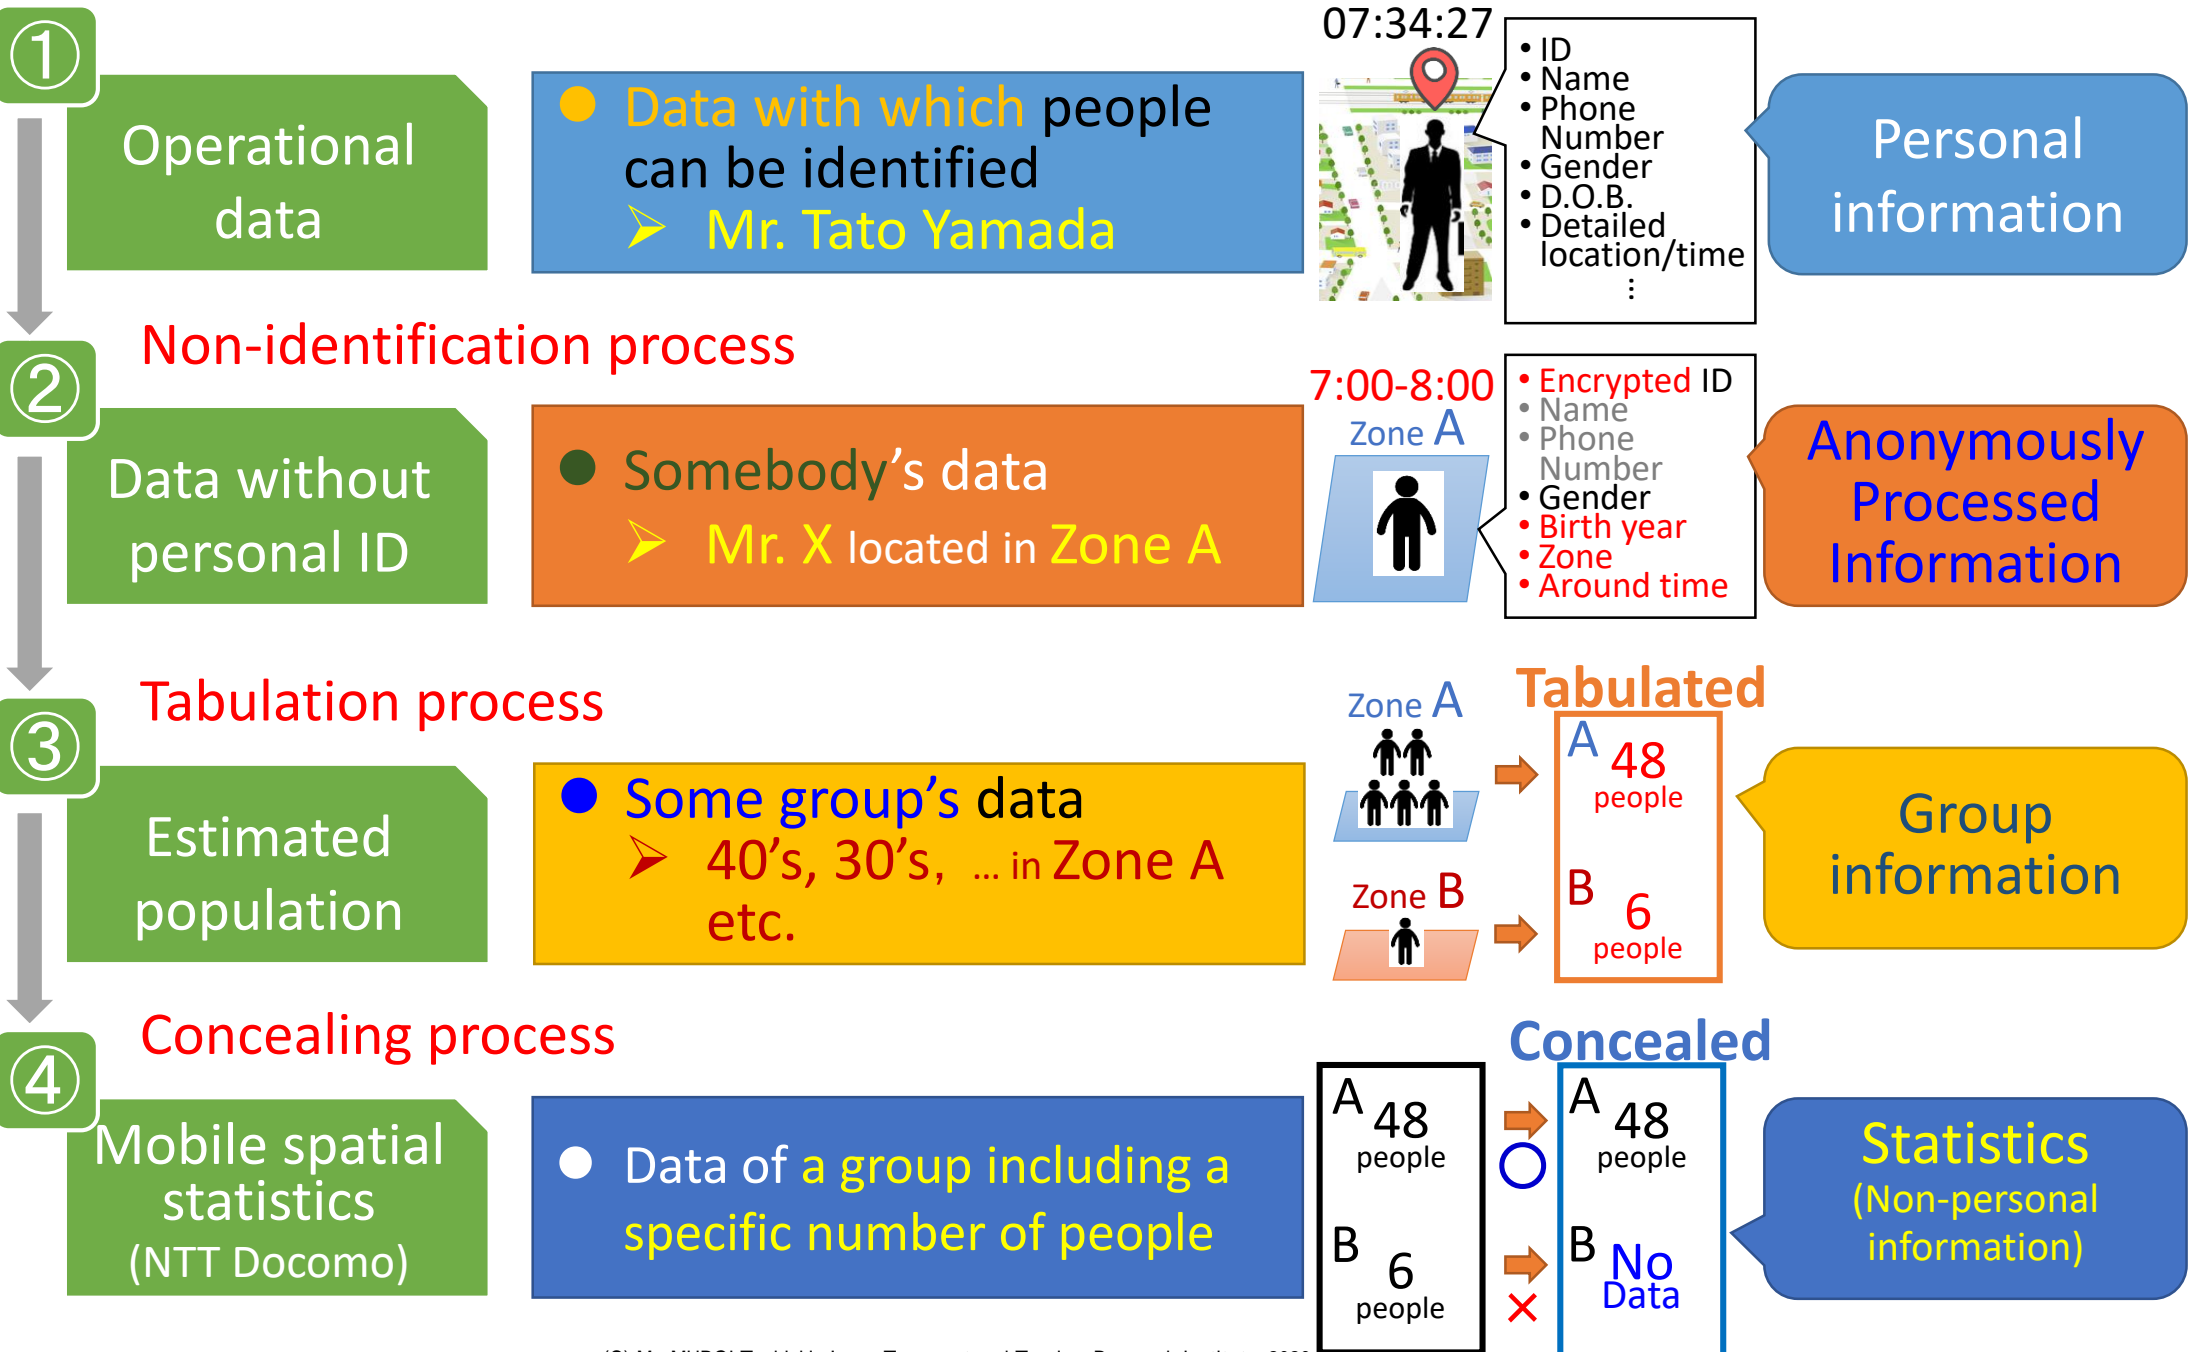 ①
Operational
data
● Data with which people
can be identified
➢ Mr. Tato Yamada
07:34:27
• ID
• Name
• Phone
Number
• Gender
• D.O.B.
• Detailed
location/time
⋮
Personal
information
Non-identification process
②
Data without
personal ID
● Somebody’s data
➢ Mr. X located in Zone A
7:00-8:00
Zone A
• Encrypted ID
• Name
• Phone
Number
• Gender
• Birth year
• Zone
• Around time
Anonymously
Processed
Information
Tabulation process
③
Estimated
population
● Some group’s data
➢ 40’s, 30’s, … in Zone A
etc.
Zone A
Zone B
Tabulated
A
48
people
B
6
people
Group
information
Concealing process
④
Mobile spatial
statistics
(NTT Docomo)
● Data of a group including a
specific number of people
A
48
people
B
6
people
Concealed
A
48
people
B
No
Data
Statistics
(Non-personal
information)